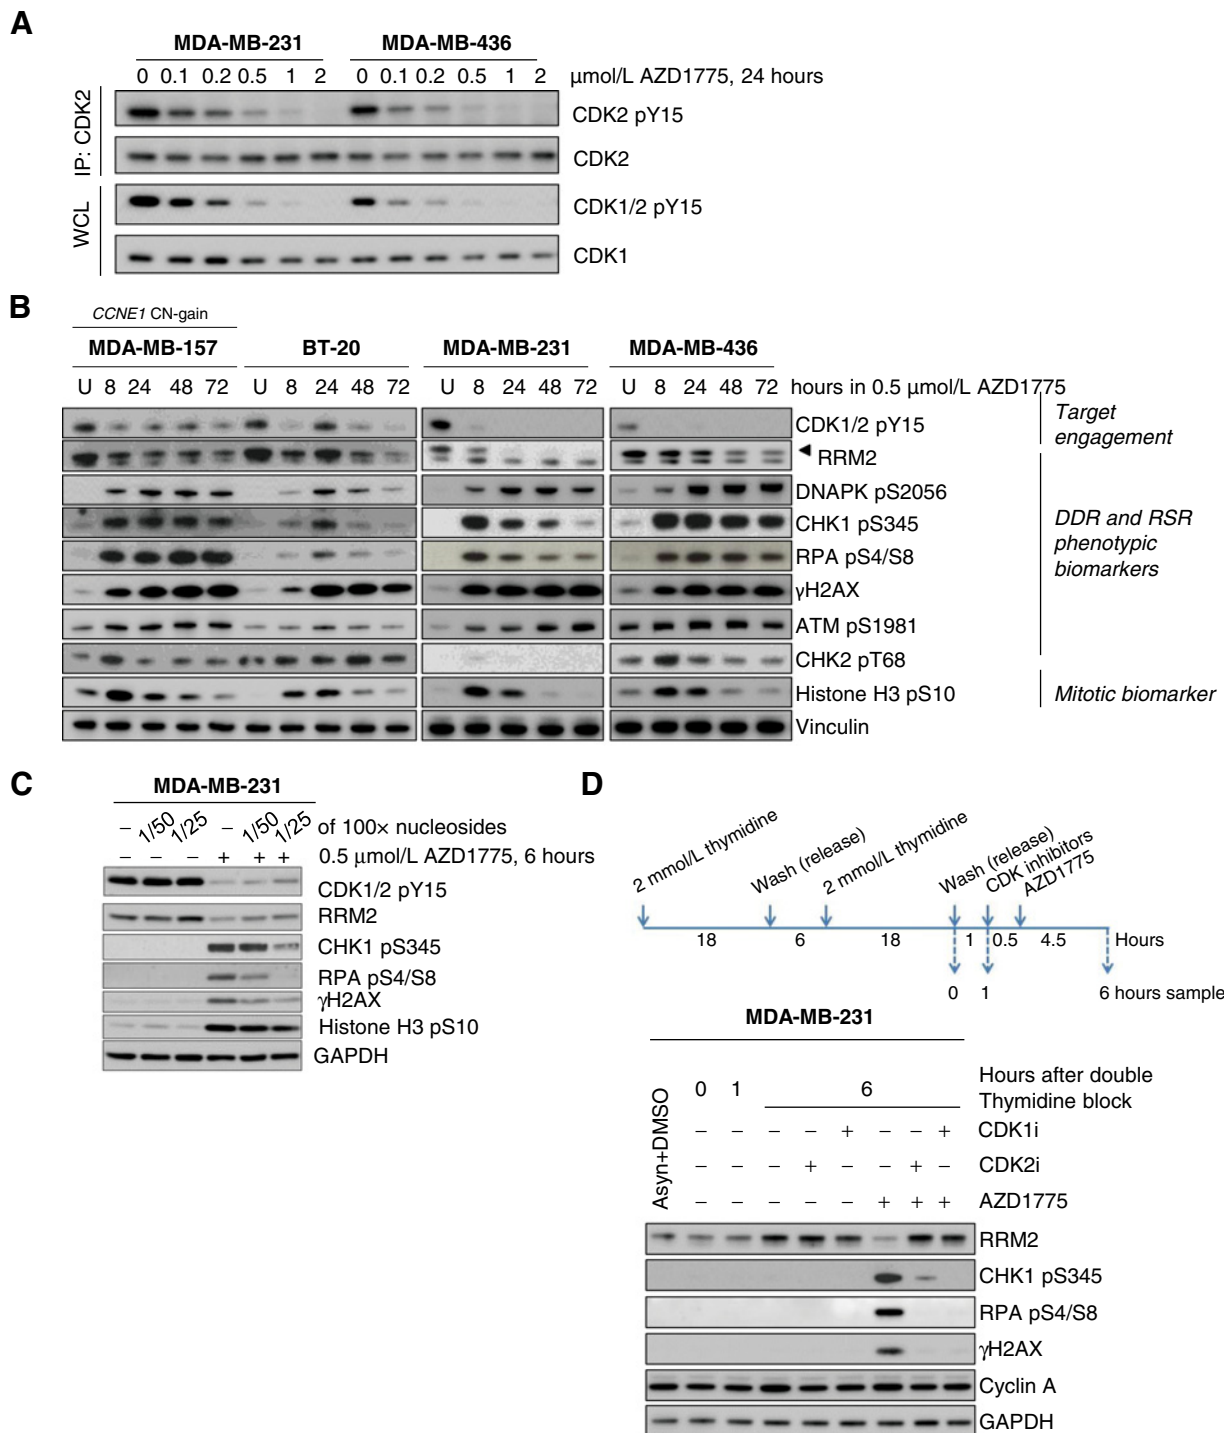 A
MDA-MB-231 MDA-MB-436
0 0.1 0.2 0.5 1 2 0 0.1 0.2 0.5 1 2 µmol/L AZD1775, 24 hours
IP: CDK2
CDK2 pY15
CDK2
WCL
CDK1/2 pY15
CDK1
B
CCNE1 CN-gain
MDA-MB-157 BT-20 MDA-MB-231 MDA-MB-436
U 8 24 48 72 U 8 24 48 72 U 8 24 48 72 U 8 24 48 72 hours in 0.5 µmol/L AZD1775
CDK1/2 pY15
Target
engagement
RRM2
DNAPK pS2056
CHK1 pS345
RPA pS4/S8
γH2AX
ATM pS1981
CHK2 pT68
DDR and RSR
phenotypic
biomarkers
Histone H3 pS10
Mitotic biomarker
Vinculin
C
MDA-MB-231
– 1/50 1/25 – 1/50 1/25 of 100× nucleosides
– – – + + + 0.5 µmol/L AZD1775, 6 hours
CDK1/2 pY15
RRM2
CHK1 pS345
RPA pS4/S8
γH2AX
Histone H3 pS10
GAPDH
D
2 mmol/L thymidine
Wash (release)
2 mmol/L thymidine
Wash (release)
CDK inhibitors
AZD1775
18 6 18 1 0.5 4.5 Hours
0 1 6 hours sample
MDA-MB-231
Asyn+DMSO
0 1 6 Hours after double
Thymidine block
– – – – + – – + CDK1i
– – – + – – + – CDK2i
– – – – – + + + AZD1775
RRM2
CHK1 pS345
RPA pS4/S8
γH2AX
Cyclin A
GAPDH